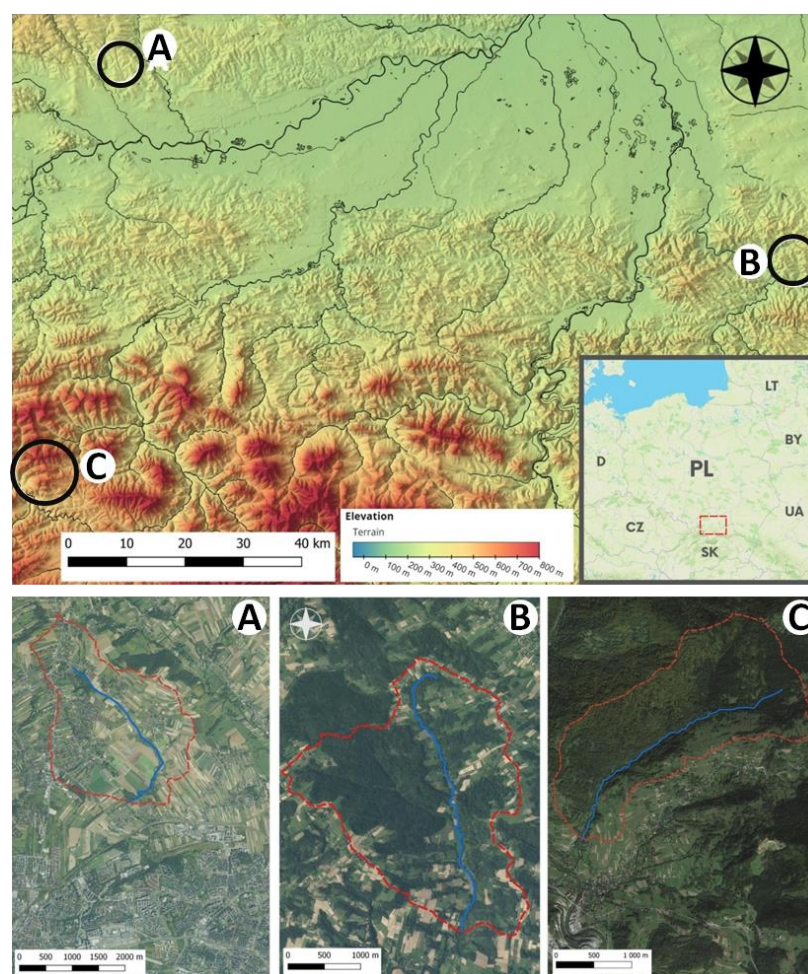 A
B
C
LT
BY
D
PL
UA
CZ
SK
Elevation
Terrain
0 m
100 m
200 m
300 m
400 m
500 m
600 m
700 m
800 m
0 10 20 30 40 km
A
B
C
0 500 1000 1500 2000 m
0 500 1000 m
0 500 1 000 m